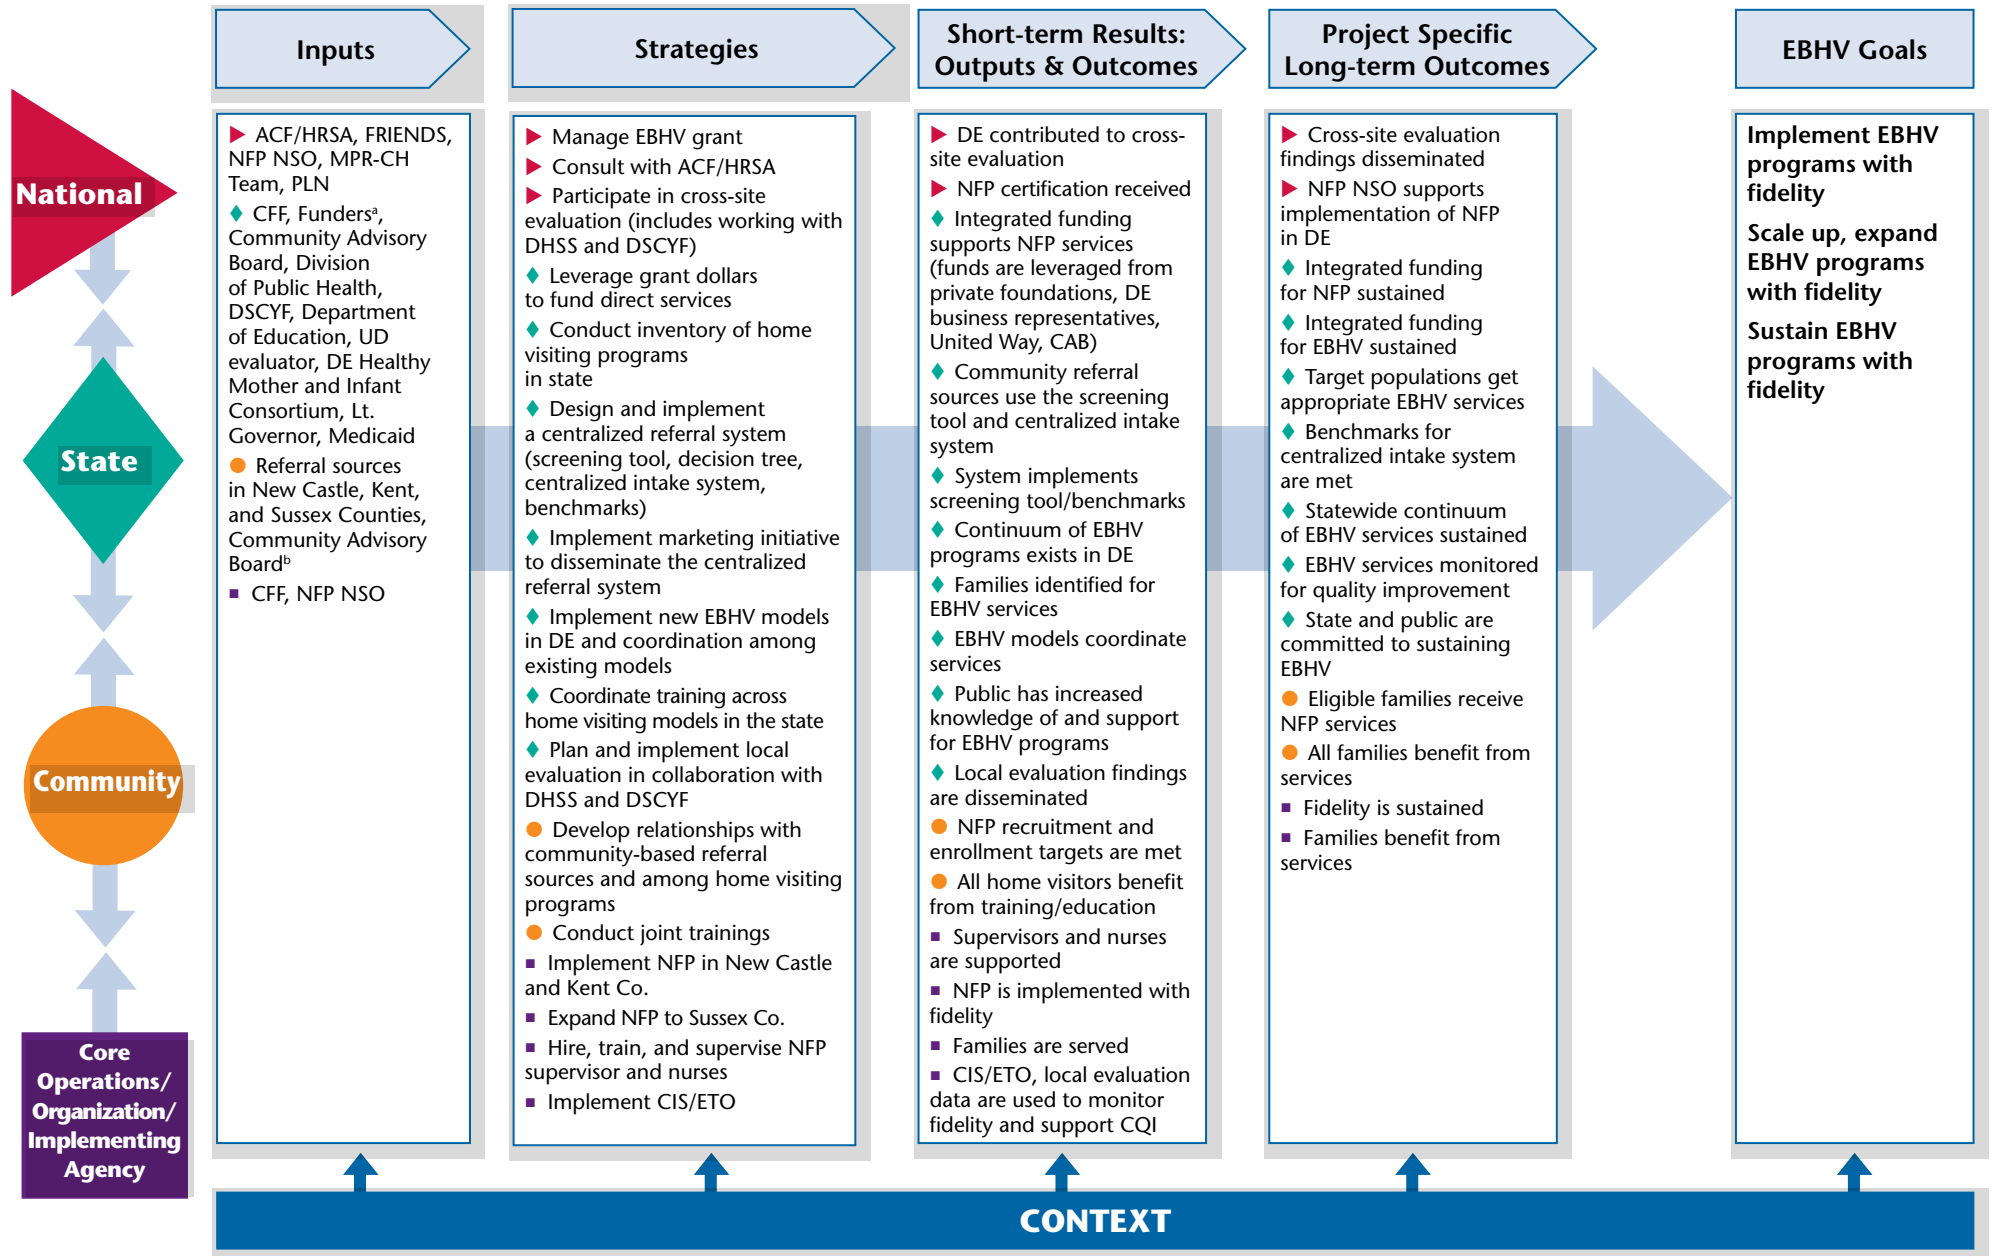 Inputs
Strategies
Short-term Results:
Outputs & Outcomes
Project Specific
Long-term Outcomes
EBHV Goals
National
State
Community
Core
Operations/
Organization/
Implementing
Agency
▶ ACF/HRSA, FRIENDS,
NFP NSO, MPR-CH
Team, PLN
♦ CFF, Fundersᵃ,
Community Advisory
Board, Division
of Public Health,
DSCYF, Department
of Education, UD
evaluator, DE Healthy
Mother and Infant
Consortium, Lt.
Governor, Medicaid
● Referral sources
in New Castle, Kent,
and Sussex Counties,
Community Advisory
Boardᵇ
■ CFF, NFP NSO
▶ Manage EBHV grant
▶ Consult with ACF/HRSA
▶ Participate in cross-site
evaluation (includes working with
DHSS and DSCYF)
♦ Leverage grant dollars
to fund direct services
♦ Conduct inventory of home
visiting programs
in state
♦ Design and implement
a centralized referral system
(screening tool, decision tree,
centralized intake system,
benchmarks)
♦ Implement marketing initiative
to disseminate the centralized
referral system
♦ Implement new EBHV models
in DE and coordination among
existing models
♦ Coordinate training across
home visiting models in the state
♦ Plan and implement local
evaluation in collaboration with
DHSS and DSCYF
● Develop relationships with
community-based referral
sources and among home visiting
programs
● Conduct joint trainings
■ Implement NFP in New Castle
and Kent Co.
■ Expand NFP to Sussex Co.
■ Hire, train, and supervise NFP
supervisor and nurses
■ Implement CIS/ETO
▶ DE contributed to cross-
site evaluation
▶ NFP certification received
♦ Integrated funding
supports NFP services
(funds are leveraged from
private foundations, DE
business representatives,
United Way, CAB)
♦ Community referral
sources use the screening
tool and centralized intake
system
♦ System implements
screening tool/benchmarks
♦ Continuum of EBHV
programs exists in DE
♦ Families identified for
EBHV services
♦ EBHV models coordinate
services
♦ Public has increased
knowledge of and support
for EBHV programs
♦ Local evaluation findings
are disseminated
● NFP recruitment and
enrollment targets are met
● All home visitors benefit
from training/education
■ Supervisors and nurses
are supported
■ NFP is implemented with
fidelity
■ Families are served
■ CIS/ETO, local evaluation
data are used to monitor
fidelity and support CQI
▶ Cross-site evaluation
findings disseminated
▶ NFP NSO supports
implementation of NFP
in DE
♦ Integrated funding
for NFP sustained
♦ Integrated funding
for EBHV sustained
♦ Target populations get
appropriate EBHV services
♦ Benchmarks for
centralized intake system
are met
♦ Statewide continuum
of EBHV services sustained
♦ EBHV services monitored
for quality improvement
♦ State and public are
committed to sustaining
EBHV
● Eligible families receive
NFP services
● All families benefit from
services
■ Fidelity is sustained
■ Families benefit from
services
Implement EBHV
programs with
fidelity
Scale up, expand
EBHV programs
with fidelity
Sustain EBHV
programs with
fidelity
CONTEXT